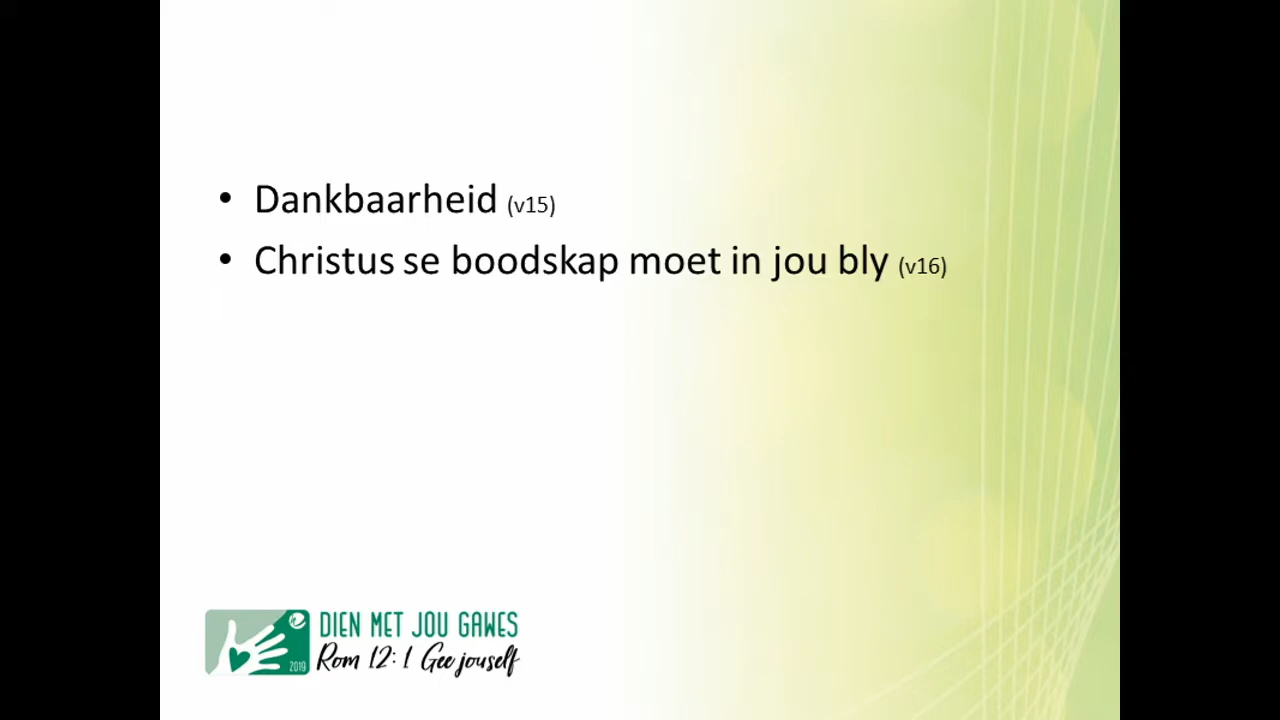 • Dankbaarheid (v15)
• Christus se boodskap moet in jou bly (v16)
2019
DIEN MET JOU GAWES
Rom 12:1 Gee jouself